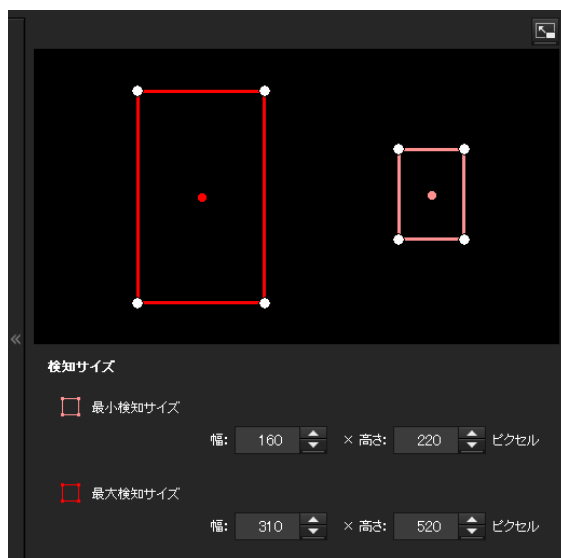 «
検知サイズ
最小検知サイズ
幅: 160 × 高さ: 220 ピクセル
最大検知サイズ
幅: 310 × 高さ: 520 ピクセル